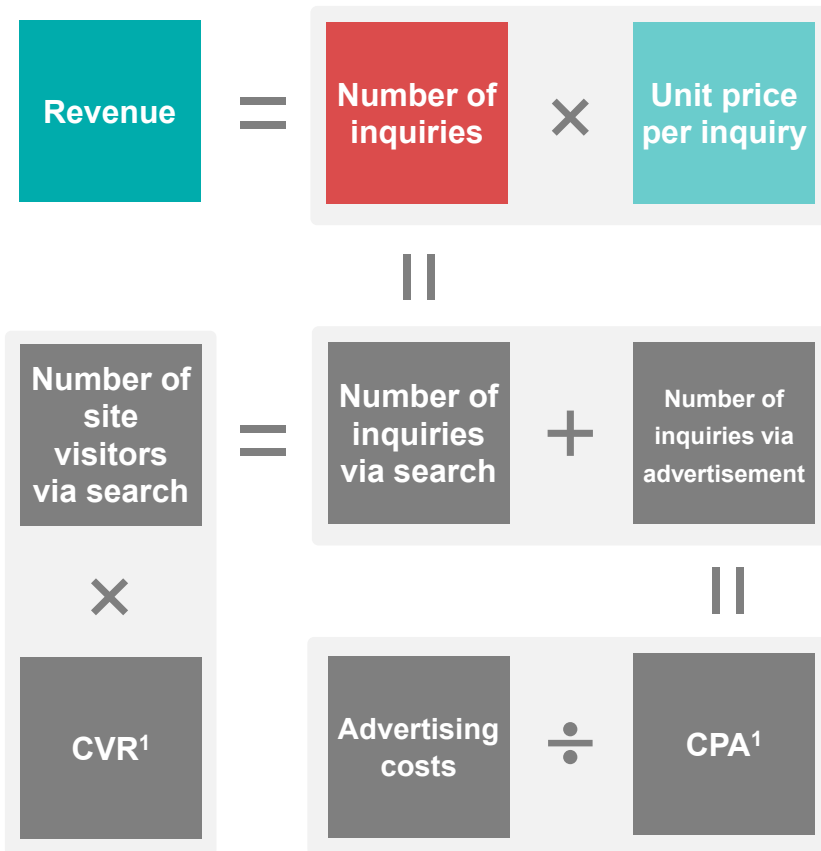 Revenue
=
Number of
inquiries
×
Unit price
per inquiry
=
Number of
site
visitors
via search
=
Number of
inquiries
via search
+
Number of
inquiries via
advertisement
×
=
CVR¹
Advertising
costs
÷
CPA¹